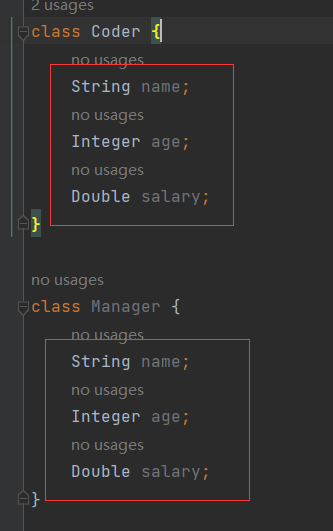 2 usages
class Coder {
no usages
String name;
no usages
Integer age;
no usages
Double salary;
}
no usages
class Manager {
no usages
String name;
no usages
Integer age;
no usages
Double salary;
}